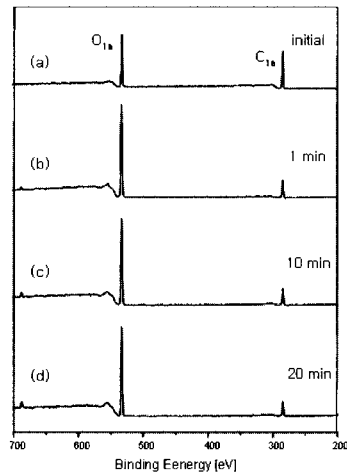 (a)
O1s
C1s
initial
(b)
1 min
(c)
10 min
(d)
20 min
700 600 500 400 300 200
Binding Eenergy [eV]